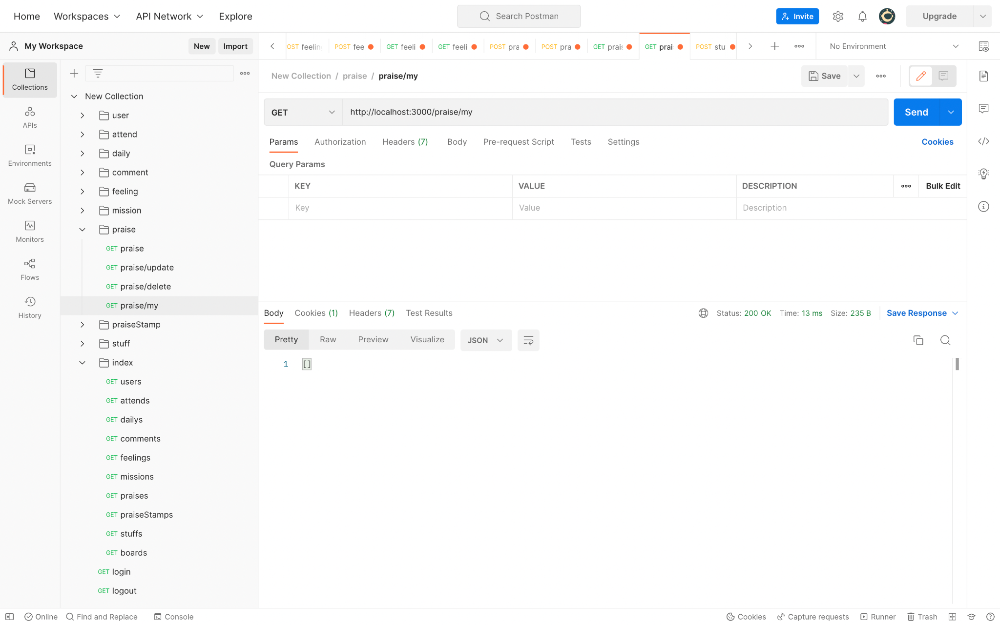 Home Workspaces API Network Explore Search Postman Invite Upgrade
My Workspace New Import
OST feelin POST fee GET feeli GET feeli POST pra POST pra GET prais GET prai POST stu No Environment
Collections
APIs
Environments
Mock Servers
Monitors
Flows
History
New Collection
user
attend
daily
comment
feeling
mission
praise
GET praise
GET praise/update
GET praise/delete
GET praise/my
praiseStamp
stuff
index
GET users
GET attends
GET dailys
GET comments
GET feelings
GET missions
GET praises
GET praiseStamps
GET stuffs
GET boards
GET login
GET logout
New Collection / praise / praise/my Save
GET http://localhost:3000/praise/my Send
Params Authorization Headers (7) Body Pre-request Script Tests Settings Cookies
Query Params
KEY VALUE DESCRIPTION Bulk Edit
Key Value Description
Body Cookies (1) Headers (7) Test Results Status: 200 OK Time: 13 ms Size: 235 B Save Response
Pretty Raw Preview Visualize JSON
1 []
Online Find and Replace Console Cookies Capture requests Runner Trash